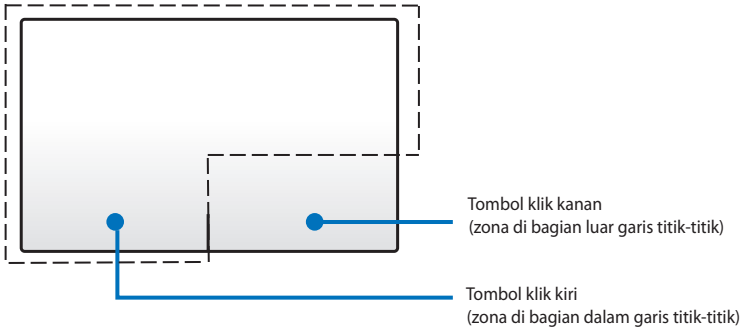 Tombol klik kanan
(zona di bagian luar garis titik-titik)
Tombol klik kiri
(zona di bagian dalam garis titik-titik)